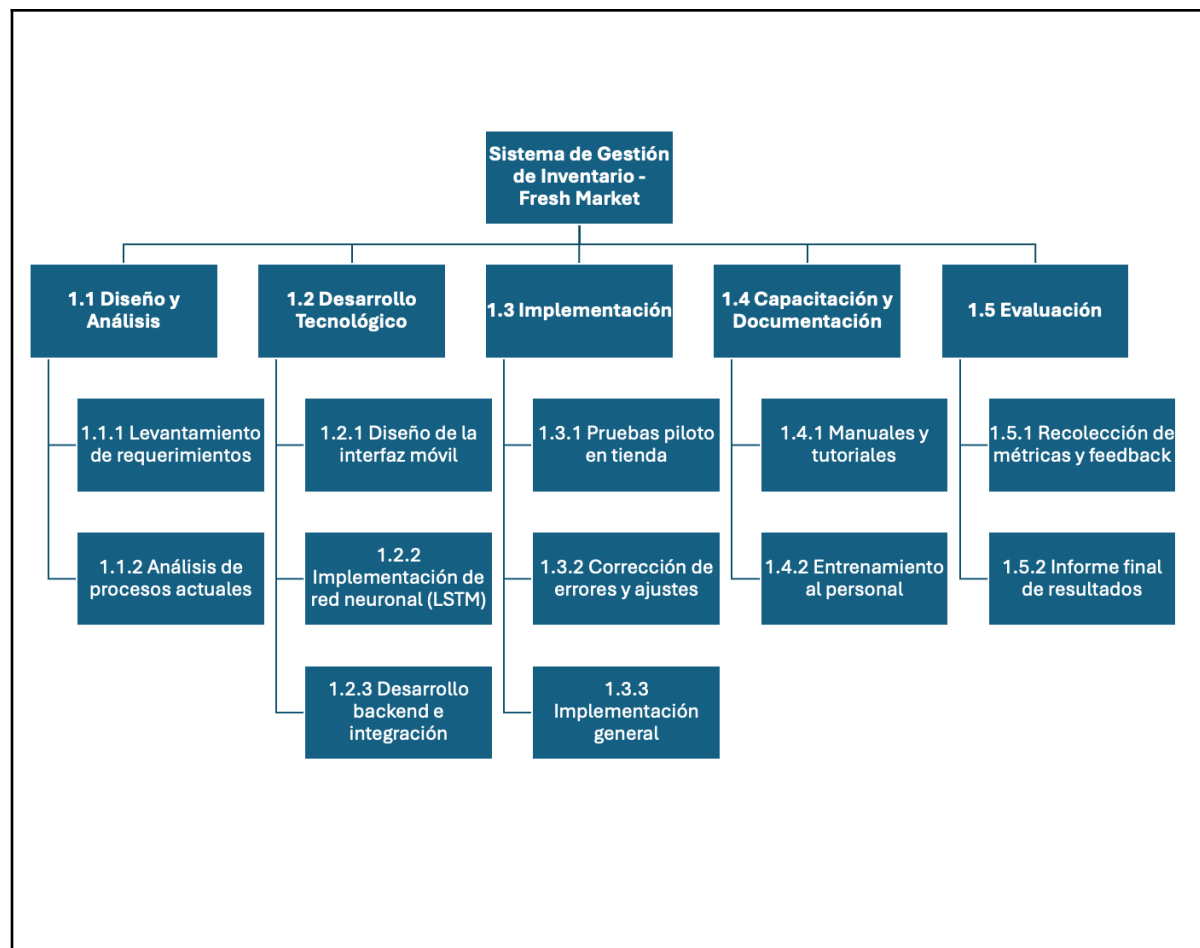 Sistema de Gestión
de Inventario -
Fresh Market
1.1 Diseño y
Análisis
1.2 Desarrollo
Tecnológico
1.3 Implementación
1.4 Capacitación y
Documentación
1.5 Evaluación
1.1.1 Levantamiento
de requerimientos
1.2.1 Diseño de la
interfaz móvil
1.3.1 Pruebas piloto
en tienda
1.4.1 Manuales y
tutoriales
1.5.1 Recolección de
métricas y feedback
1.1.2 Análisis de
procesos actuales
1.2.2
Implementación de
red neuronal (LSTM)
1.3.2 Corrección de
errores y ajustes
1.4.2 Entrenamiento
al personal
1.5.2 Informe final
de resultados
1.2.3 Desarrollo
backend e
integración
1.3.3
Implementación
general